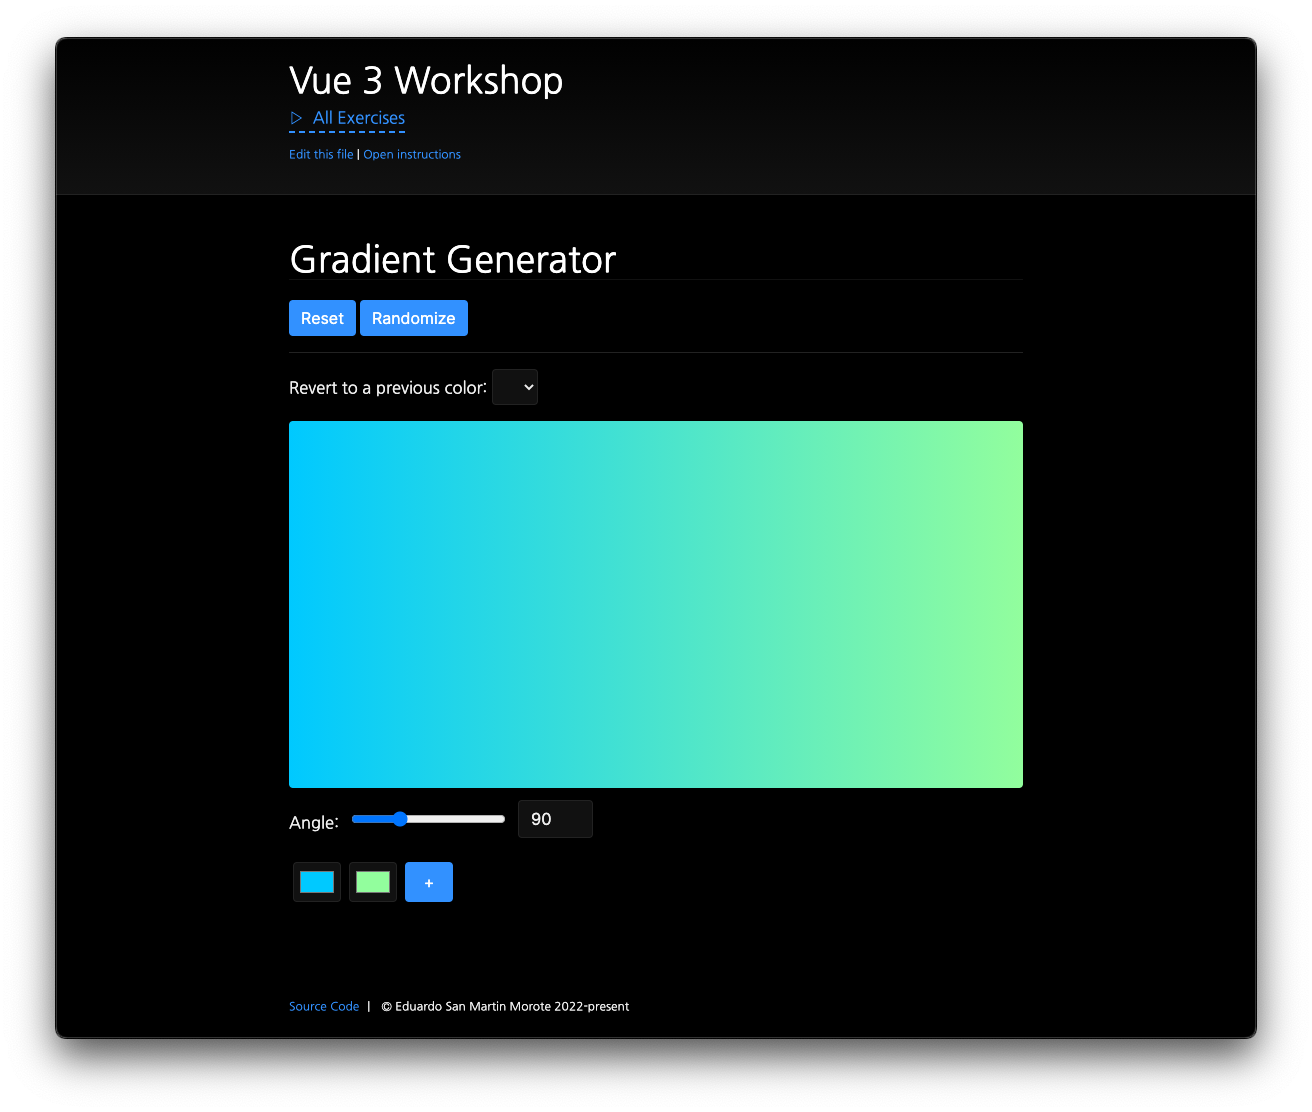 Vue 3 Workshop
▷ All Exercises
Edit this file | Open instructions
Gradient Generator
Reset Randomize
Revert to a previous color:
Angle: 90
+
Source Code | © Eduardo San Martin Morote 2022-present